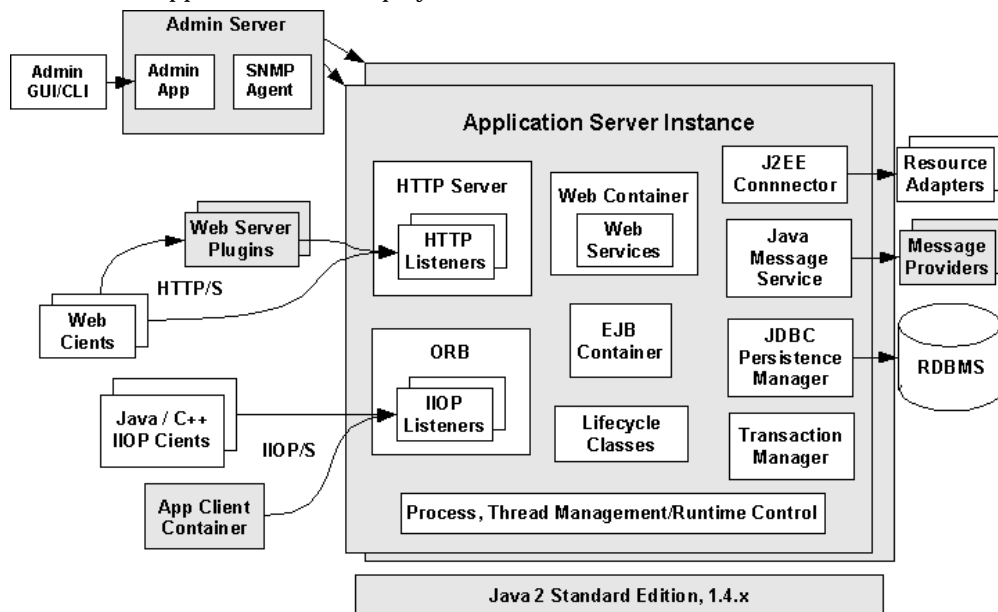 Admin Server
Admin
GUI/CLI
Admin
App
SNMP
Agent
Application Server Instance
HTTP Server
HTTP
Listeners
Web Container
Web
Services
J2EE
Connnector
Resource
Adapters
Web Server
Plugins
HTTP/S
Web
Cients
Java
Message
Service
Message
Providers
ORB
IIOP
Listeners
EJB
Container
JDBC
Persistence
Manager
RDBMS
Java / C++
IIOP Cients
IIOP/S
Lifecycle
Classes
Transaction
Manager
App Client
Container
Process, Thread Management/Runtime Control
Java 2 Standard Edition, 1.4.x